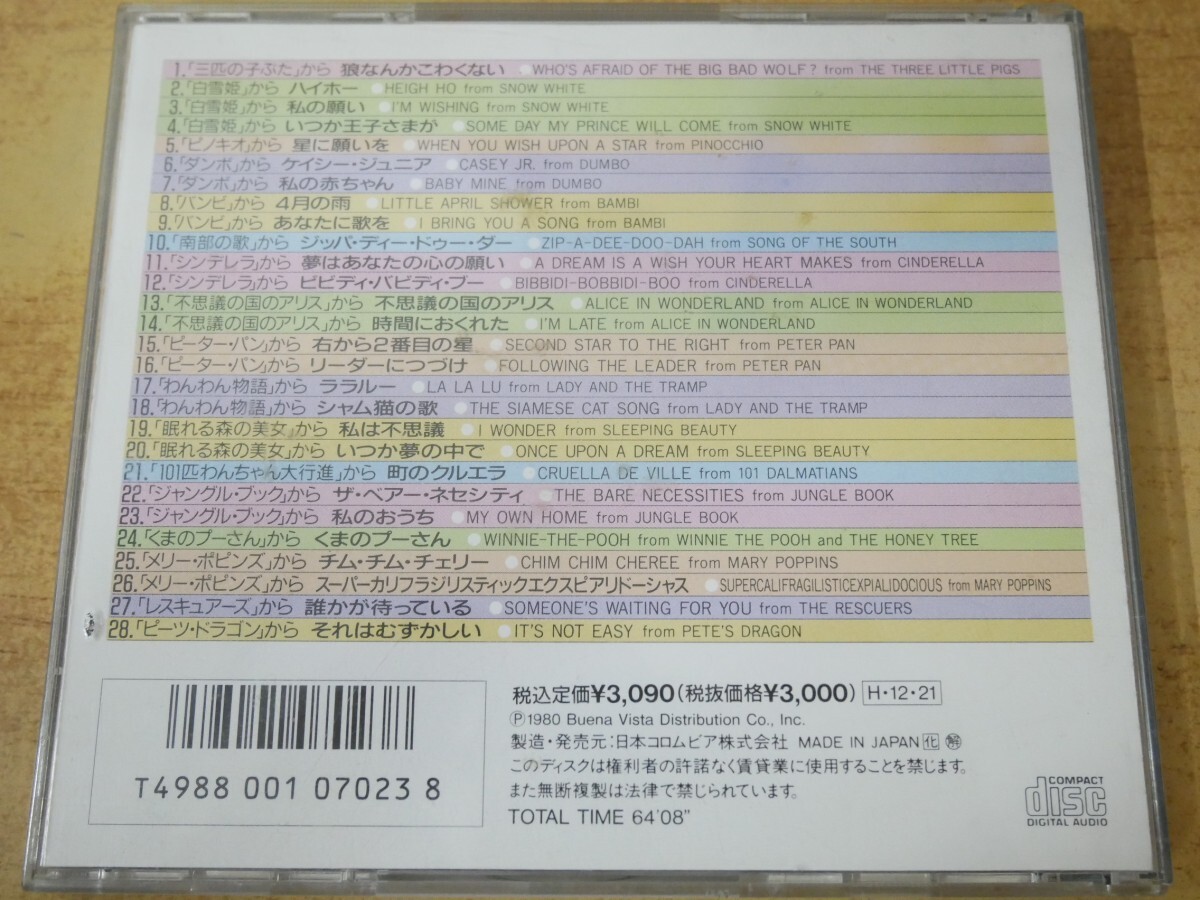 1.「三匹の子ぶた」から 狼なんかこわくない ●WHO'S AFRAID OF THE BIG BAD WOLF? from THE THREE LITTLE PIGS
2.「白雪姫」から ハイホー ●HEIGH HO from SNOW WHITE
3.「白雪姫」から 私の願い ●I'M WISHING from SNOW WHITE
4.「白雪姫」から いつか王子さまが ●SOME DAY MY PRINCE WILL COME from SNOW WHITE
5.「ピノキオ」から 星に願いを ●WHEN YOU WISH UPON A STAR from PINOCCHIO
6.「ダンボ」から ケイシー・ジュニア ●CASEY JR. from DUMBO
7.「ダンボ」から 私の赤ちゃん ●BABY MINE from DUMBO
8.「バンビ」から 4月の雨 ●LITTLE APRIL SHOWER from BAMBI
9.「バンビ」から あなたに歌を ●I BRING YOU A SONG from BAMBI
10.「南部の歌」から ジッパ・ディー・ドゥー・ダー ●ZIP-A-DEE-DOO-DAH from SONG OF THE SOUTH
11.「シンデレラ」から 夢はあなたの心の願い ●A DREAM IS A WISH YOUR HEART MAKES from CINDERELLA
12.「シンデレラ」から ビビディ・バビディ・ブー ●BIBBIDI-BOBBIDI-BOO from CINDERELLA
13.「不思議の国のアリス」から 不思議の国のアリス ●ALICE IN WONDERLAND from ALICE IN WONDERLAND
14.「不思議の国のアリス」から 時間におくれた ●I'M LATE from ALICE IN WONDERLAND
15.「ピーター・パン」から 右から2番目の星 ●SECOND STAR TO THE RIGHT from PETER PAN
16.「ピーター・パン」から リーダーにつづけ ●FOLLOWING THE LEADER from PETER PAN
17.「わんわん物語」から ララルー ●LA LA LU from LADY AND THE TRAMP
18.「わんわん物語」から シャム猫の歌 ●THE SIAMESE CAT SONG from LADY AND THE TRAMP
19.「眠れる森の美女」から 私は不思議 ●I WONDER from SLEEPING BEAUTY
20.「眠れる森の美女」から いつか夢の中で ●ONCE UPON A DREAM from SLEEPING BEAUTY
21.「101匹わんちゃん大行進」から 町のクルエラ ●CRUELLA DE VILLE from 101 DALMATIANS
22.「ジャングル・ブック」から ザ・ベアー・ネセシティ ●THE BARE NECESSITIES from JUNGLE BOOK
23.「ジャングル・ブック」から 私のおうち ●MY OWN HOME from JUNGLE BOOK
24.「くまのプーさん」から くまのプーさん ●WINNIE-THE-POOH from WINNIE THE POOH and THE HONEY TREE
25.「メリー・ポピンズ」から チム・チム・チェリー ●CHIM CHIM CHEREE from MARY POPPINS
26.「メリー・ポピンズ」から スーパーカリフラジリスティックエクスピアリドーシャス ●SUPERCALIFRAGILISTICEXPIALIDOCIOUS from MARY POPPINS
27.「レスキュアーズ」から 誰かが待っている ●SOMEONE'S WAITING FOR YOU from THE RESCUERS
28.「ピーツ・ドラゴン」から それはむずかしい ●IT'S NOT EASY from PETE'S DRAGON
T4988 001 07023 8
税込定価¥3,090(税抜価格¥3,000) H・12・21
Ⓟ1980 Buena Vista Distribution Co., Inc.
製造・発売元:日本コロムビア株式会社 MADE IN JAPAN 化 解
このディスクは権利者の許諾なく賃貸業に使用することを禁じます。
また無断複製は法律で禁じられています。
TOTAL TIME 64'08"
COMPACT
disc
DIGITAL AUDIO